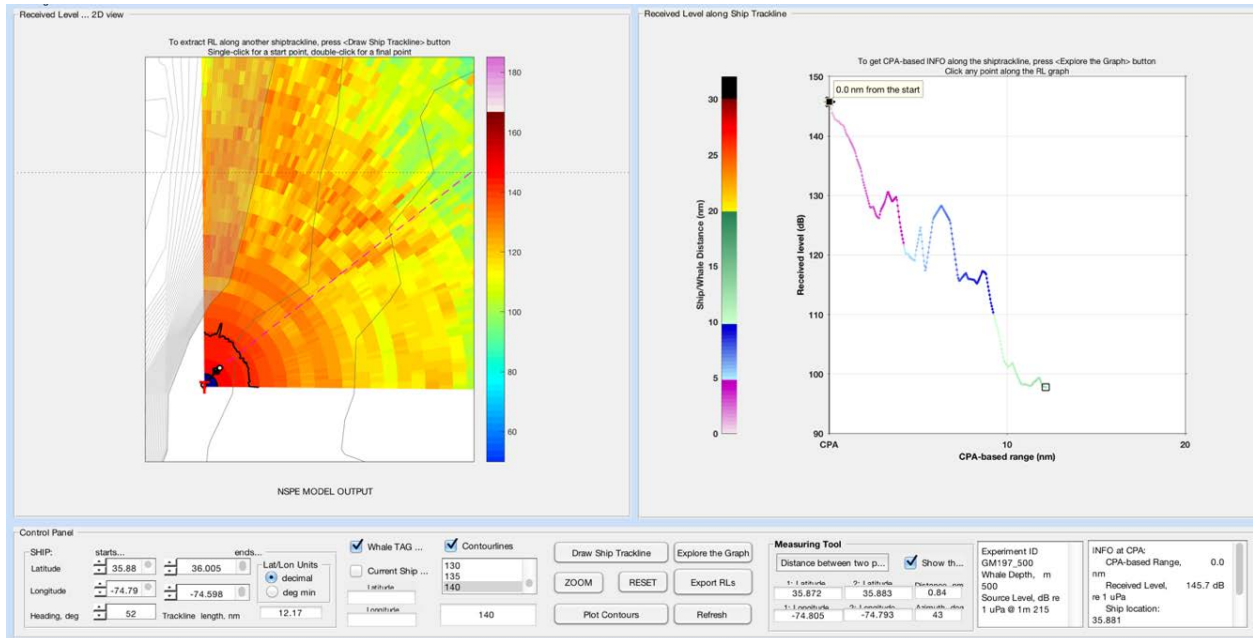 Received Level ... 2D view
To extract RL along another shiptrackline, press <Draw Ship Trackline> button
Single-click for a start point, double-click for a final point
180
160
140
120
100
80
60
NSPE MODEL OUTPUT
Received Level along Ship Trackline
To get CPA-based INFO along the shiptrackline, press <Explore the Graph> button
Click any point along the RL graph
30
25
20
15
10
5
0
Ship/Whale Distance (nm)
150
140
130
120
110
100
90
Received level (dB)
0.0 nm from the start
CPA
10
20
CPA-based range (nm)
Control Panel
SHIP:
starts...
ends...
Latitude
35.88
36.005
Longitude
-74.79
-74.598
Heading, deg
52
Trackline length, nm
12.17
Lat/Lon Units
decimal
deg min
Whale TAG ...
Current Ship ...
Latitude
Longitude
Contourlines
130
135
140
140
Draw Ship Trackline
Explore the Graph
ZOOM
RESET
Export RLs
Plot Contours
Refresh
Measuring Tool
Distance between two p...
Show th...
1: Latitude
2: Latitude
Distance, nm
35.872
35.883
0.84
1: Longitude
2: Longitude
Azimuth, deg
-74.805
-74.793
43
Experiment ID
GM197_500
Whale Depth, m
500
Source Level, dB re
1 uPa @ 1m 215
INFO at CPA:
CPA-Based Range, 0.0
nm
Received Level, 145.7 dB
re 1 uPa
Ship location:
35.881